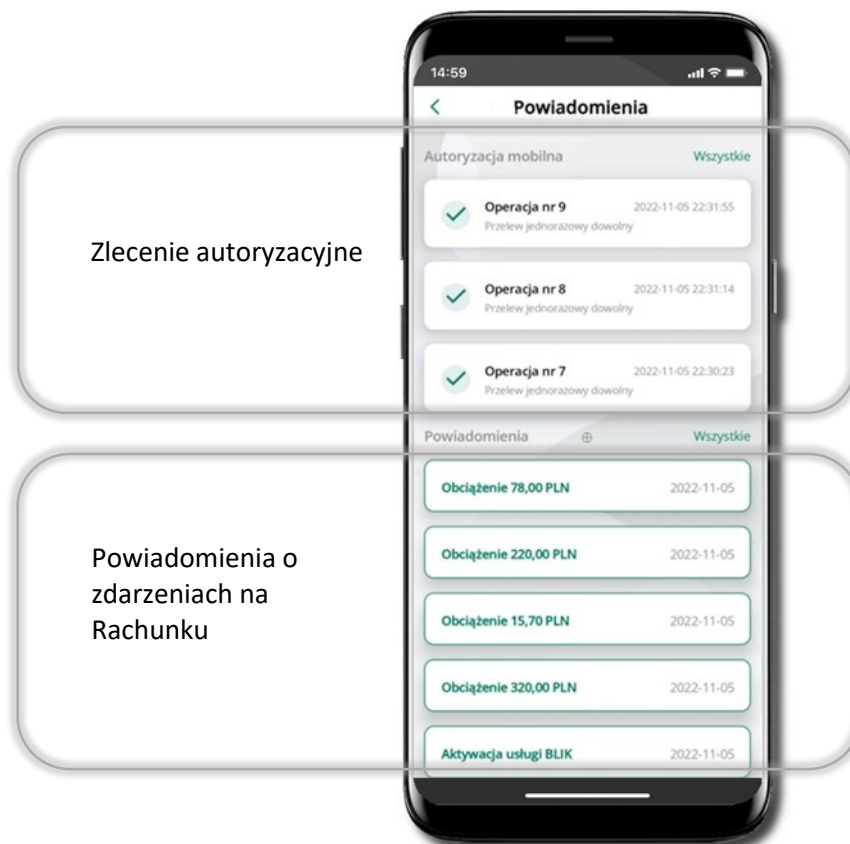 14:59
Powiadomienia
Autoryzacja mobilna Wszystkie
Operacja nr 9 2022-11-05 22:31:55
Przelew jednorazowy dowolny
Zlecenie autoryzacyjne
Operacja nr 8 2022-11-05 22:31:14
Przelew jednorazowy dowolny
Operacja nr 7 2022-11-05 22:30:23
Przelew jednorazowy dowolny
Powiadomienia Wszystkie
Obciążenie 78,00 PLN 2022-11-05
Powiadomienia o
zdarzeniach na
Rachunku
Obciążenie 220,00 PLN 2022-11-05
Obciążenie 15,70 PLN 2022-11-05
Obciążenie 320,00 PLN 2022-11-05
Aktywacja usługi BLIK 2022-11-05